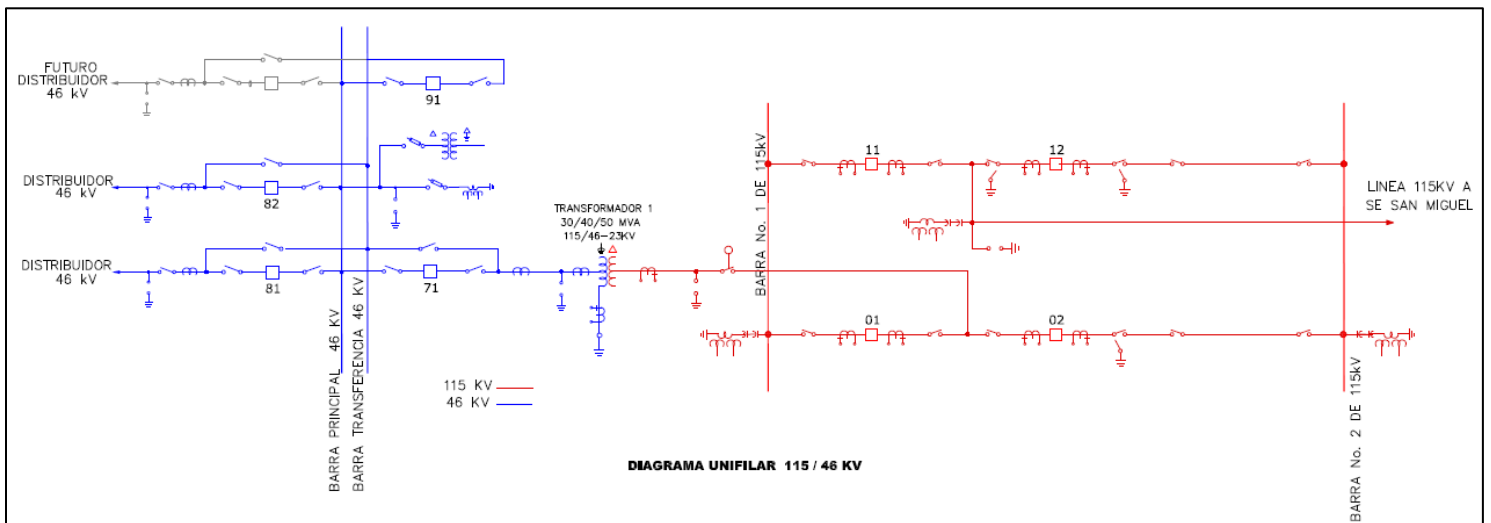 FUTURO
DISTRIBUIDOR
46 kV
91
DISTRIBUIDOR
46 kV
82
DISTRIBUIDOR
46 kV
81
71
BARRA PRINCIPAL 46 KV
BARRA TRANSFERENCIA 46 KV
TRANSFORMADOR 1
30/40/50 MVA
115/46-23KV
115 KV
46 KV
BARRA No. 1 DE 115kV
11
12
LINEA 115KV A
SE SAN MIGUEL
01
02
BARRA No. 2 DE 115kV
DIAGRAMA UNIFILAR 115 / 46 KV